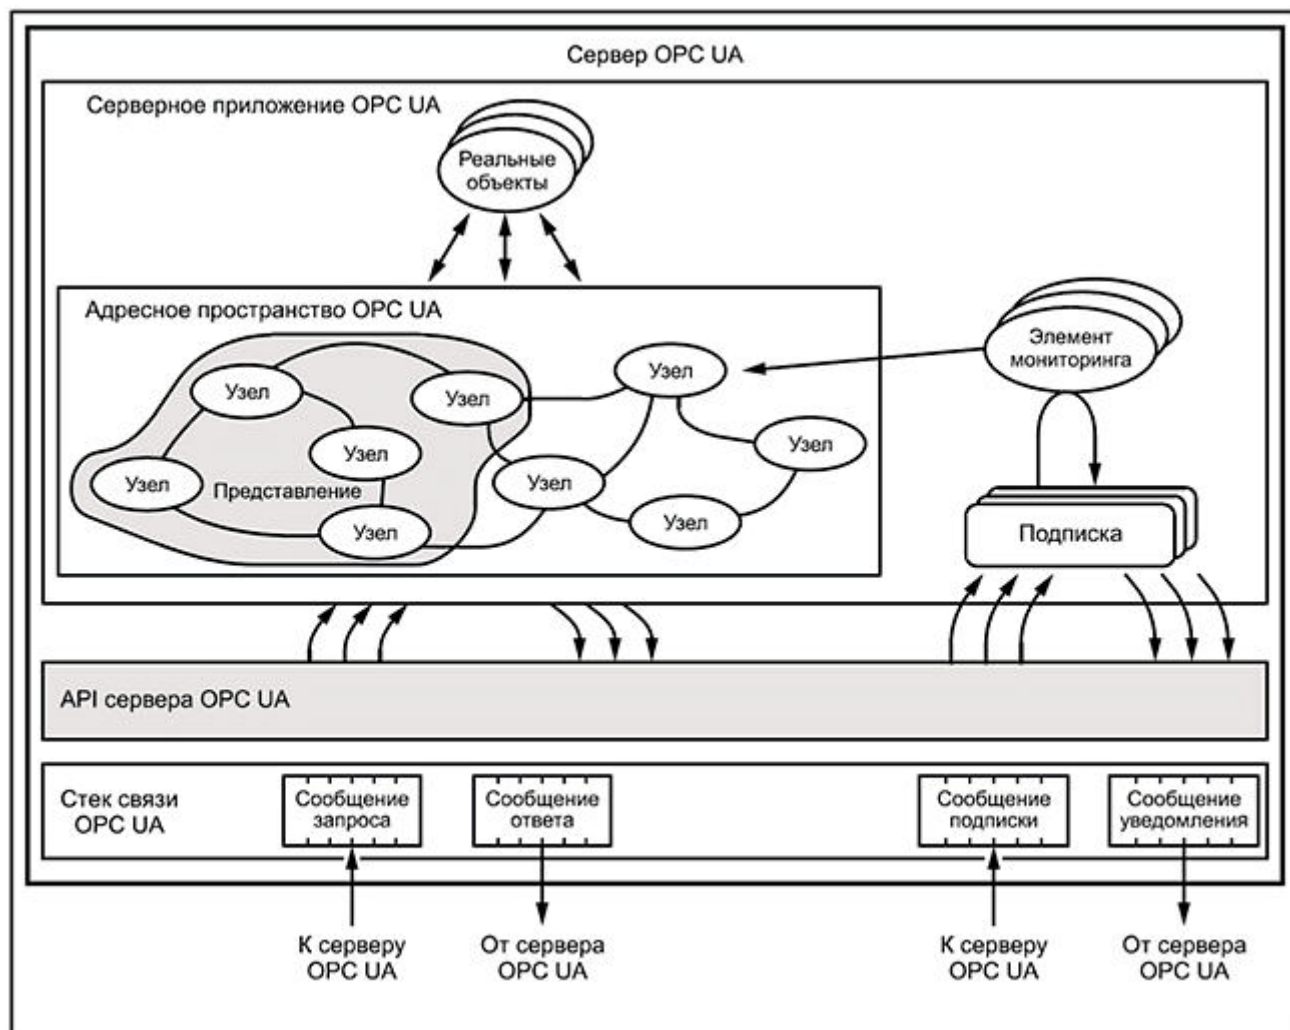 Сервер OPC UA
Серверное приложение OPC UA
Реальные
объекты
Адресное пространство OPC UA
Узел
Узел
Узел
Узел
Узел
Узел
Узел
Узел
Узел
Представление
Элемент
мониторинга
Подписка
API сервера OPC UA
Стек связи
OPC UA
Сообщение
запроса
Сообщение
ответа
Сообщение
подписки
Сообщение
уведомления
К серверу
OPC UA
От сервера
OPC UA
К серверу
OPC UA
От сервера
OPC UA